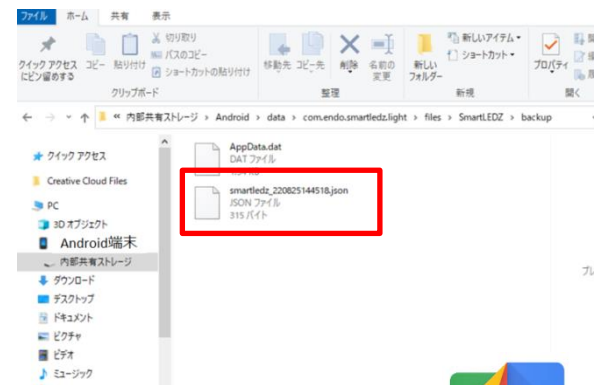 ファイル ホーム 共有 表示
クイック アクセス
にピン留めする
コピー
貼り付け
切り取り
パスのコピー
ショートカットの貼り付け
クリップボード
移動先 コピー先 削除 名前の
変更
整理
新しい
フォルダー
新しいアイテム
ショートカット
新規
プロパティ
開く
« 内部共有ストレージ > Android > data > com.endo.smartledz.light > files > SmartLEDZ > backup
クイック アクセス
Creative Cloud Files
PC
3D オブジェクト
Android端末
内部共有ストレージ
ダウンロード
デスクトップ
ドキュメント
ピクチャ
ビデオ
ミュージック
AppData.dat
DAT ファイル
smartledz_220825144518.json
JSON ファイル
315 バイト